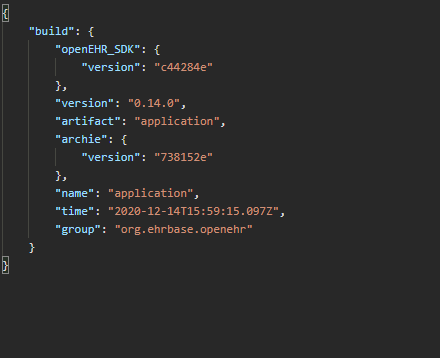 {
    "build": {
        "openEHR_SDK": {
            "version": "c44284e"
        },
        "version": "0.14.0",
        "artifact": "application",
        "archie": {
            "version": "738152e"
        },
        "name": "application",
        "time": "2020-12-14T15:59:15.097Z",
        "group": "org.ehrbase.openehr"
    }
}